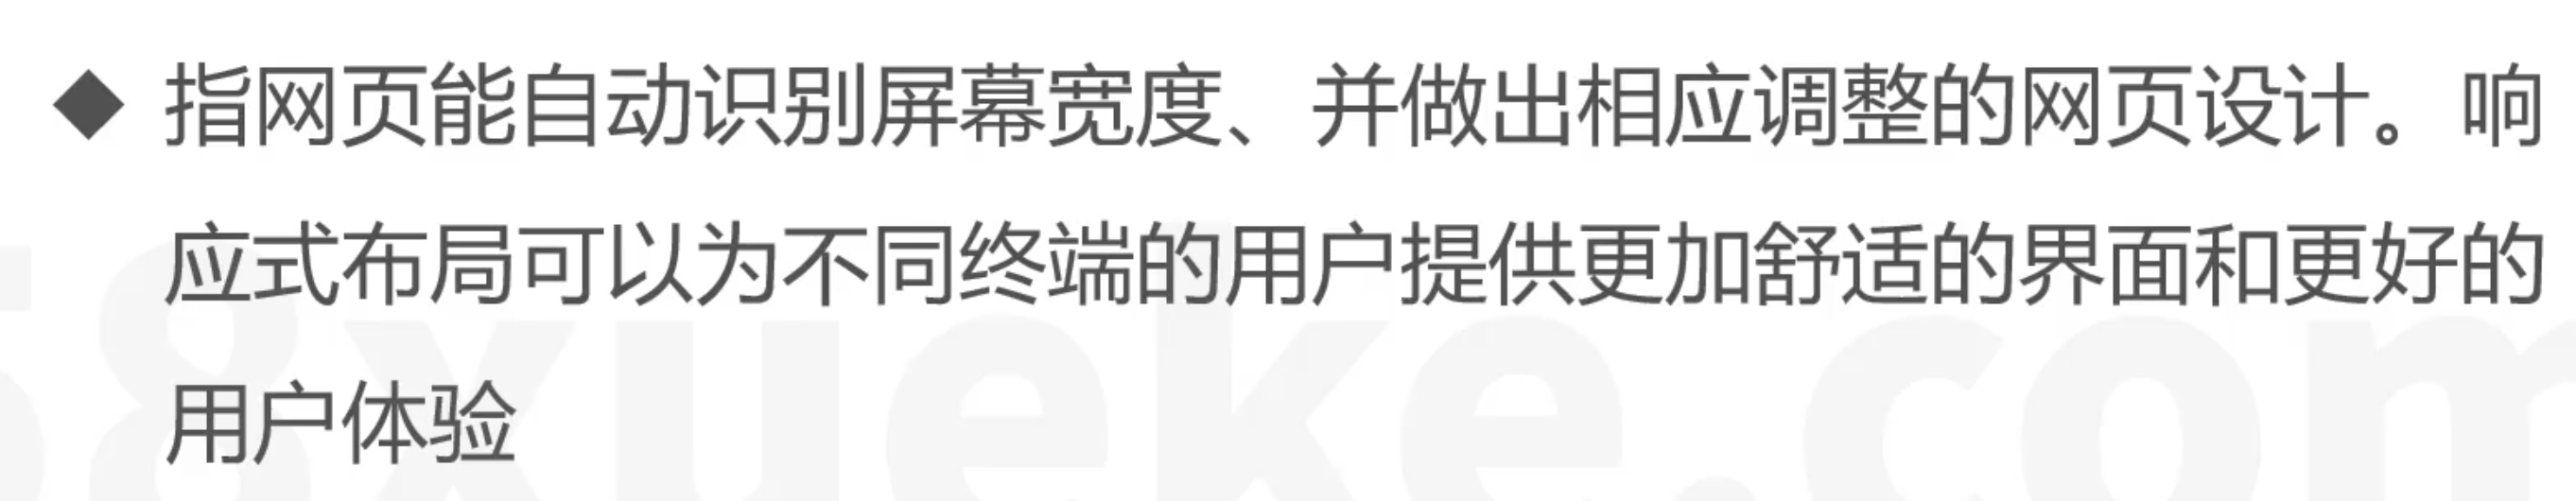 ◆ 指网页能自动识别屏幕宽度、并做出相应调整的网页设计。响
应式布局可以为不同终端的用户提供更加舒适的界面和更好的
用户体验
8xueke.com